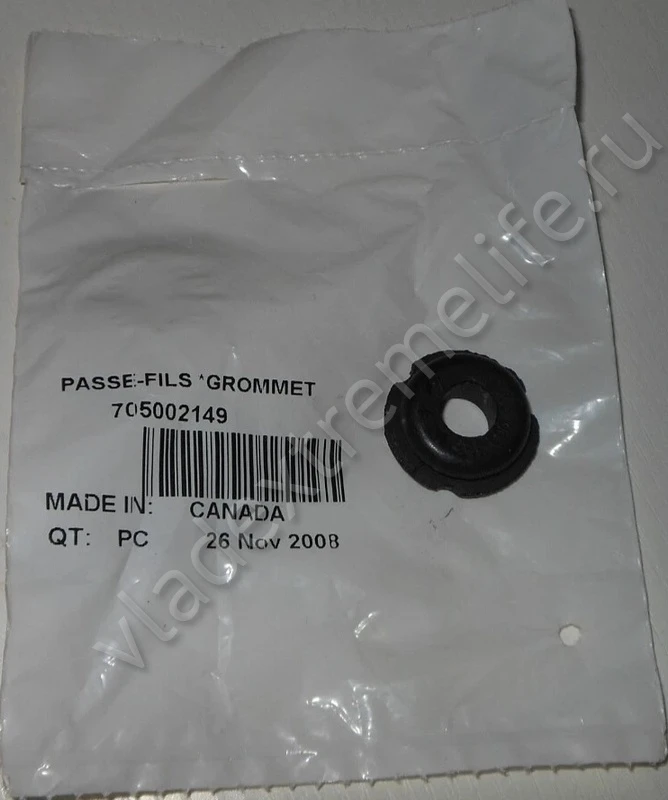 PASSE-FILS *GROMMET
705002149
MADE IN: CANADA
QT: PC 26 Nov 2008
vladextremelife.ru